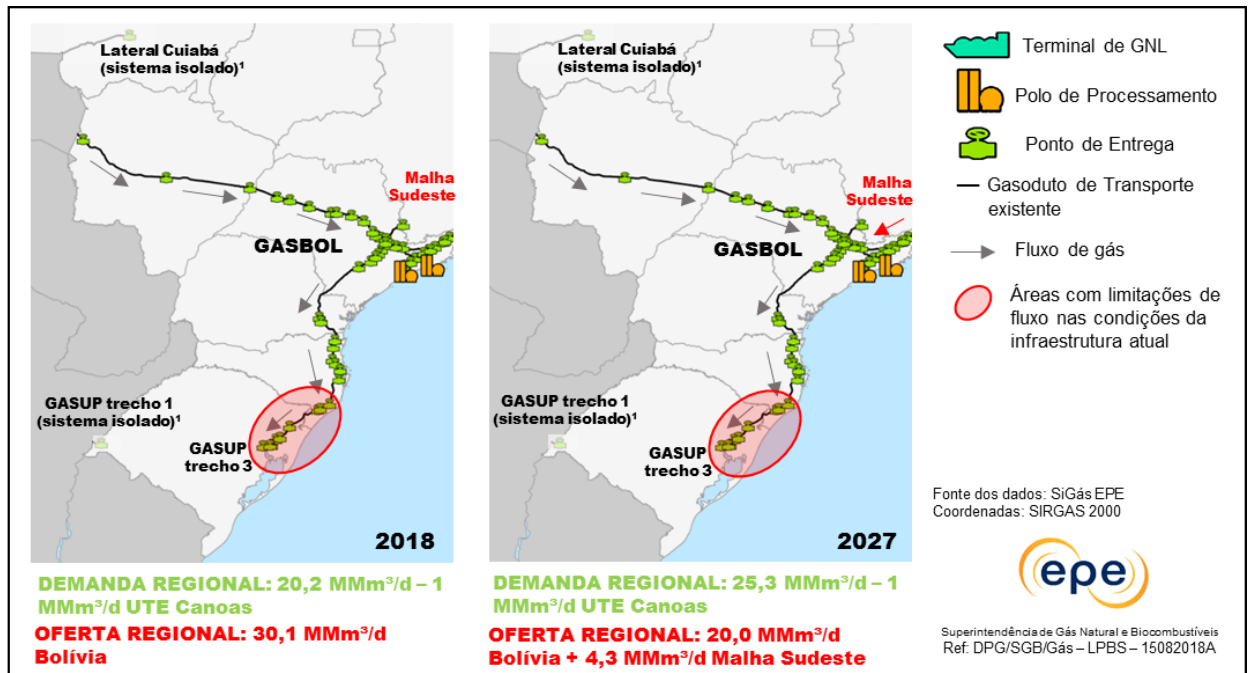 Lateral Cuiabá
(sistema isolado)¹
Malha
Sudeste
GASBOL
GASUP trecho 1
(sistema isolado)¹
GASUP
trecho 3
2018
DEMANDA REGIONAL: 20,2 MMm³/d – 1
MMm³/d UTE Canoas
OFERTA REGIONAL: 30,1 MMm³/d
Bolívia
Lateral Cuiabá
(sistema isolado)¹
Malha
Sudeste
GASBOL
GASUP trecho 1
(sistema isolado)¹
GASUP
trecho 3
2027
DEMANDA REGIONAL: 25,3 MMm³/d – 1
MMm³/d UTE Canoas
OFERTA REGIONAL: 20,0 MMm³/d
Bolívia + 4,3 MMm³/d Malha Sudeste
Terminal de GNL
Polo de Processamento
Ponto de Entrega
Gasoduto de Transporte
existente
Fluxo de gás
Áreas com limitações de
fluxo nas condições da
infraestrutura atual
Fonte dos dados: SiGás EPE
Coordenadas: SIRGAS 2000
epe
Superintendência de Gás Natural e Biocombustíveis
Ref: DPG/SGB/Gás – LPBS – 15082018A